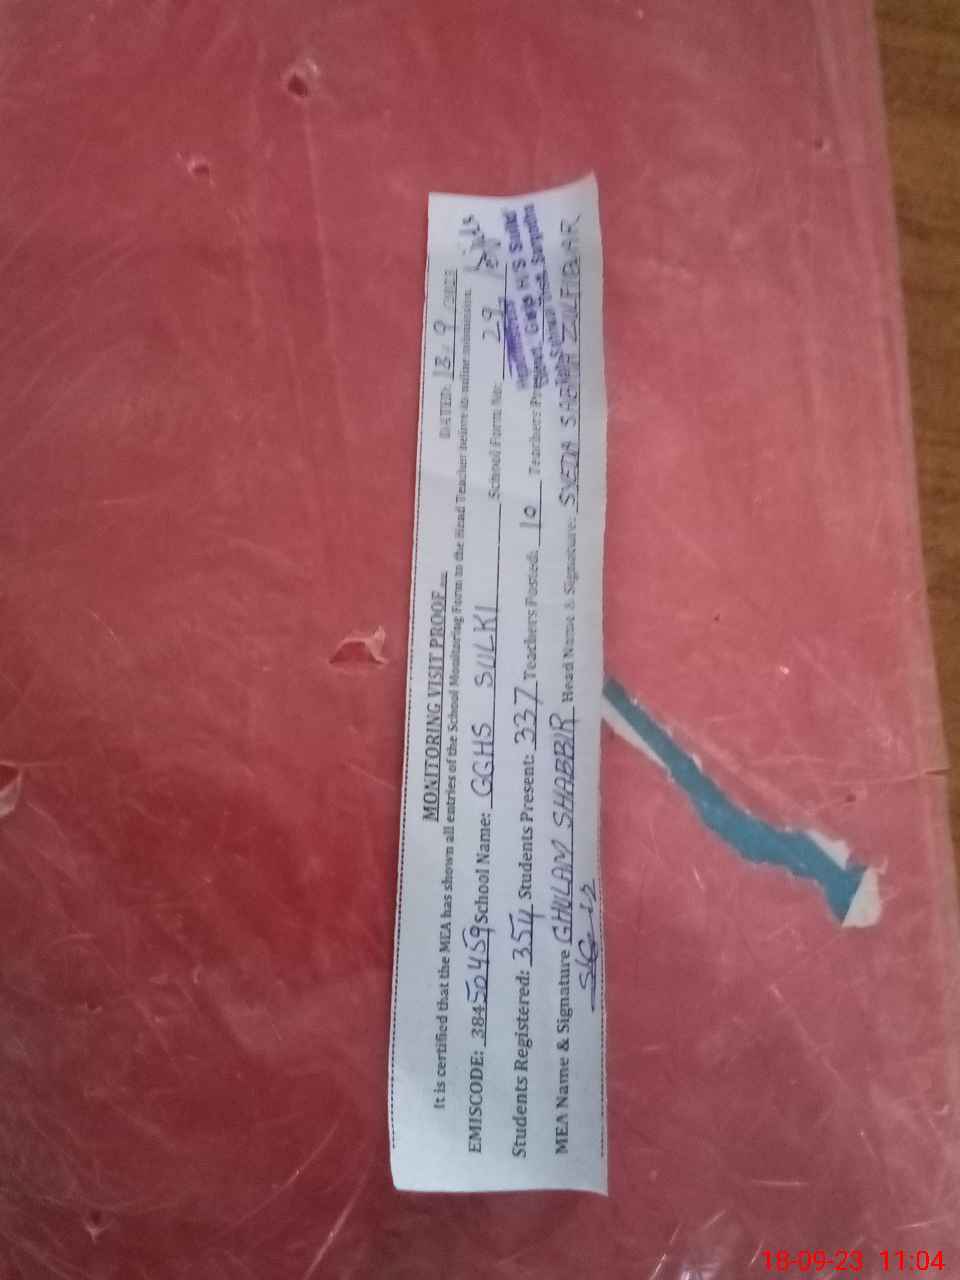 MONITORING VISIT PROOF
DATED: 18/9/2023
It is certified that the MEA has shown all entries of the School Monitoring Form to the Head Teacher before its online submission.
EMISCODE: 38450459 School Name: GGHS SULKI School Form No: 29
Students Registered: 354 Students Present: 337 Teachers Posted: 10 Teachers Present
MEA Name & Signature GHULAM SHABBIR Head Name & Signature: SYEDA SABIHA ZULFIQAR
18-09-23 11:04